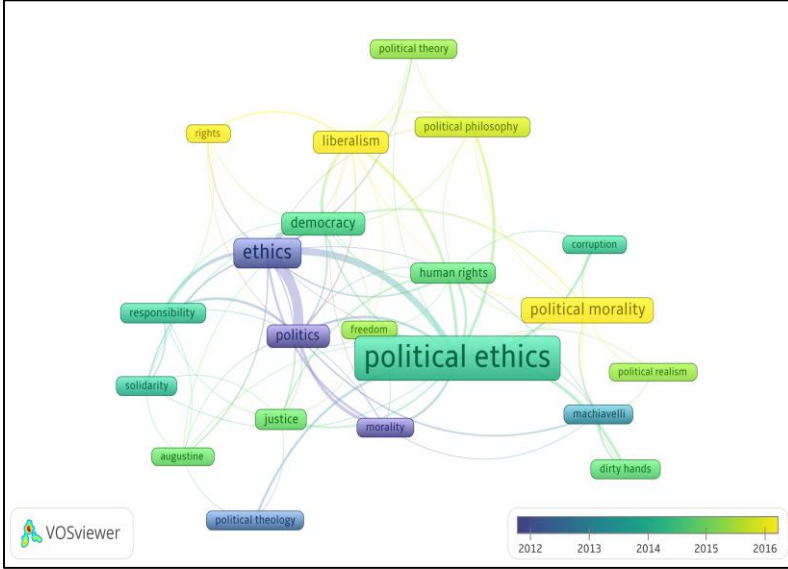 political theory
rights
liberalism
political philosophy
democracy
ethics
corruption
human rights
responsibility
political morality
freedom
politics
political ethics
political realism
solidarity
justice
machiavelli
morality
augustine
dirty hands
political theology
VOSviewer
2012 2013 2014 2015 2016